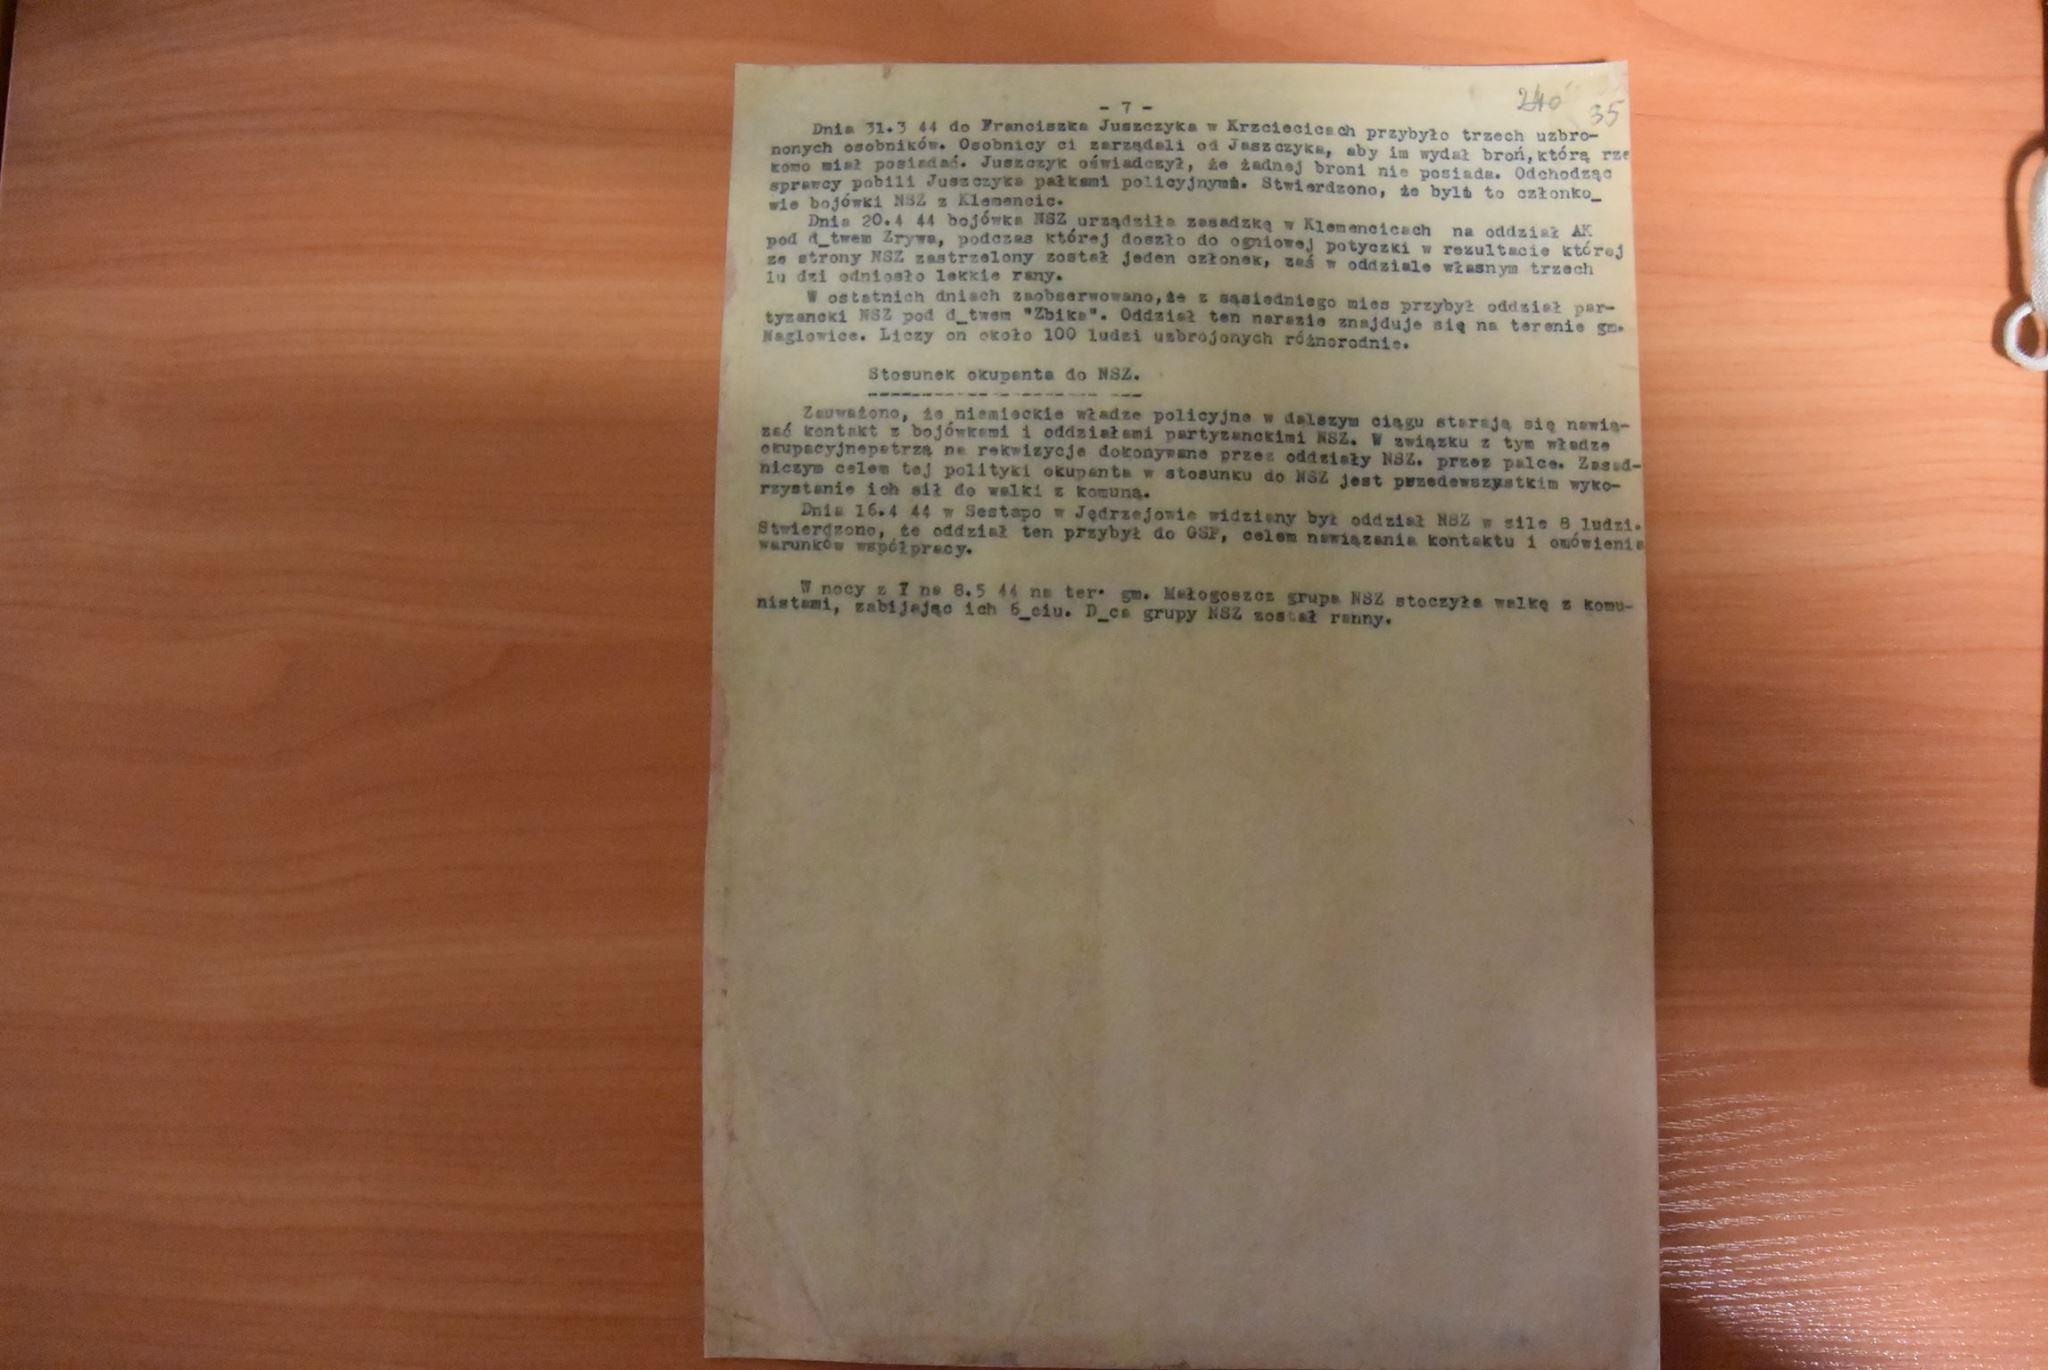 - 7 -
240 35
Dnia 31.3 44 do Franciszka Juszczyka w Krzciecicach przybyło trzech uzbro-
nonych osobników. Osobnicy ci zarządali od Jaszczyka, aby im wydał broń,którą rze
komo miał posiadać. Juszczyk oświadczył, że żadnej broni nie posiada. Odchodząc
sprawcy pobili Juszczyka pałkami policyjnymi. Stwierdzono, że byli to członko_
wie bojówki NSZ z Klemencic.
Dnia 20.4 44 bojówka NSZ urządziła zasadzką w Klemencicach na oddział AK
pod d_twem Zrywa, podczas której doszło do ogniowej potyczki w rezultacie której
ze strony NSZ zastrzelony został jeden członek, zaś w oddziale własnym trzech
lu dzi odniosło lekkie rany.
W ostatnich dniach zaobserwowano,że z sąsiedniego mies przybył oddział par-
tyzancki NSZ pod d_twem "Zbika". Oddział ten narazie znajduje się na terenie gm.
Naglowice. Liczy on około 100 ludzi uzbrojonych różnorodnie.
Stosunek okupanta do NSZ.
Zauważono, że niemieckie władze policyjne w dalszym ciągu starają się nawią-
zać kontakt z bojówkami i oddziałami partyzanckimi NSZ. W związku z tym władze
okupacyjnepatrzą na rekwizycje dokonywane przez oddziały NSZ. przez palce. Zasad-
niczym celem tej polityki okupanta w stosunku do NSZ jest przedewszystkim wyko-
rzystanie ich sił do walki z komuną.
Dnia 16.4 44 w Sestapo w Jędrzejowie widziany był oddział NSZ w sile 8 ludzi.
Stwierdzono, że oddział ten przybył do GSP, celem nawiązania kontaktu i omówienia
warunków współpracy.
W nocy z 7 na 8.5 44 na ter. gm. Małogoszcz grupa NSZ stoczyła walkę z komu-
nistami, zabijając ich 6_ciu. D_ca grupy NSZ został ranny.